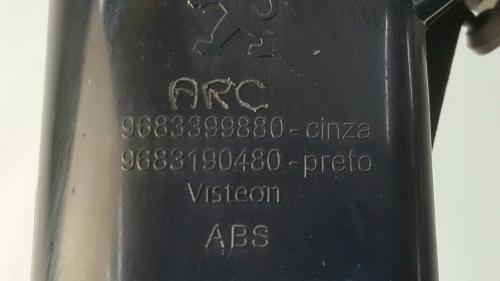 ARC
9683399880-cinza
9683190480-preto
Visteon
ABS